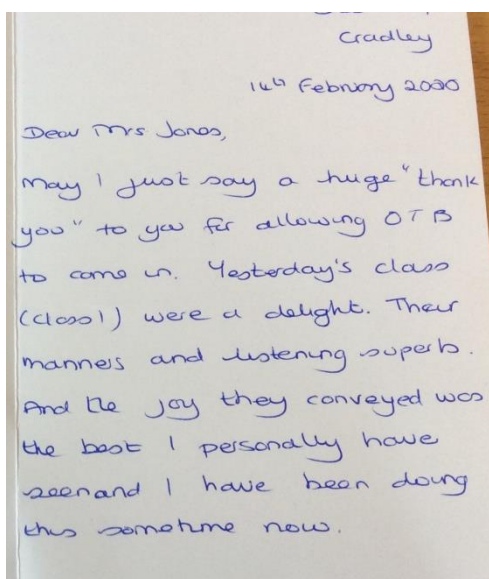 Cradley
14th February 2020
Dear Mrs Jones,
May I just say a huge "thank
you" to you for allowing OTB
to come in. Yesterday's class
(class 1) were a delight. Their
manners and listening superb.
And the joy they conveyed was
the best I personally have
seen and I have been doing
this sometime now.